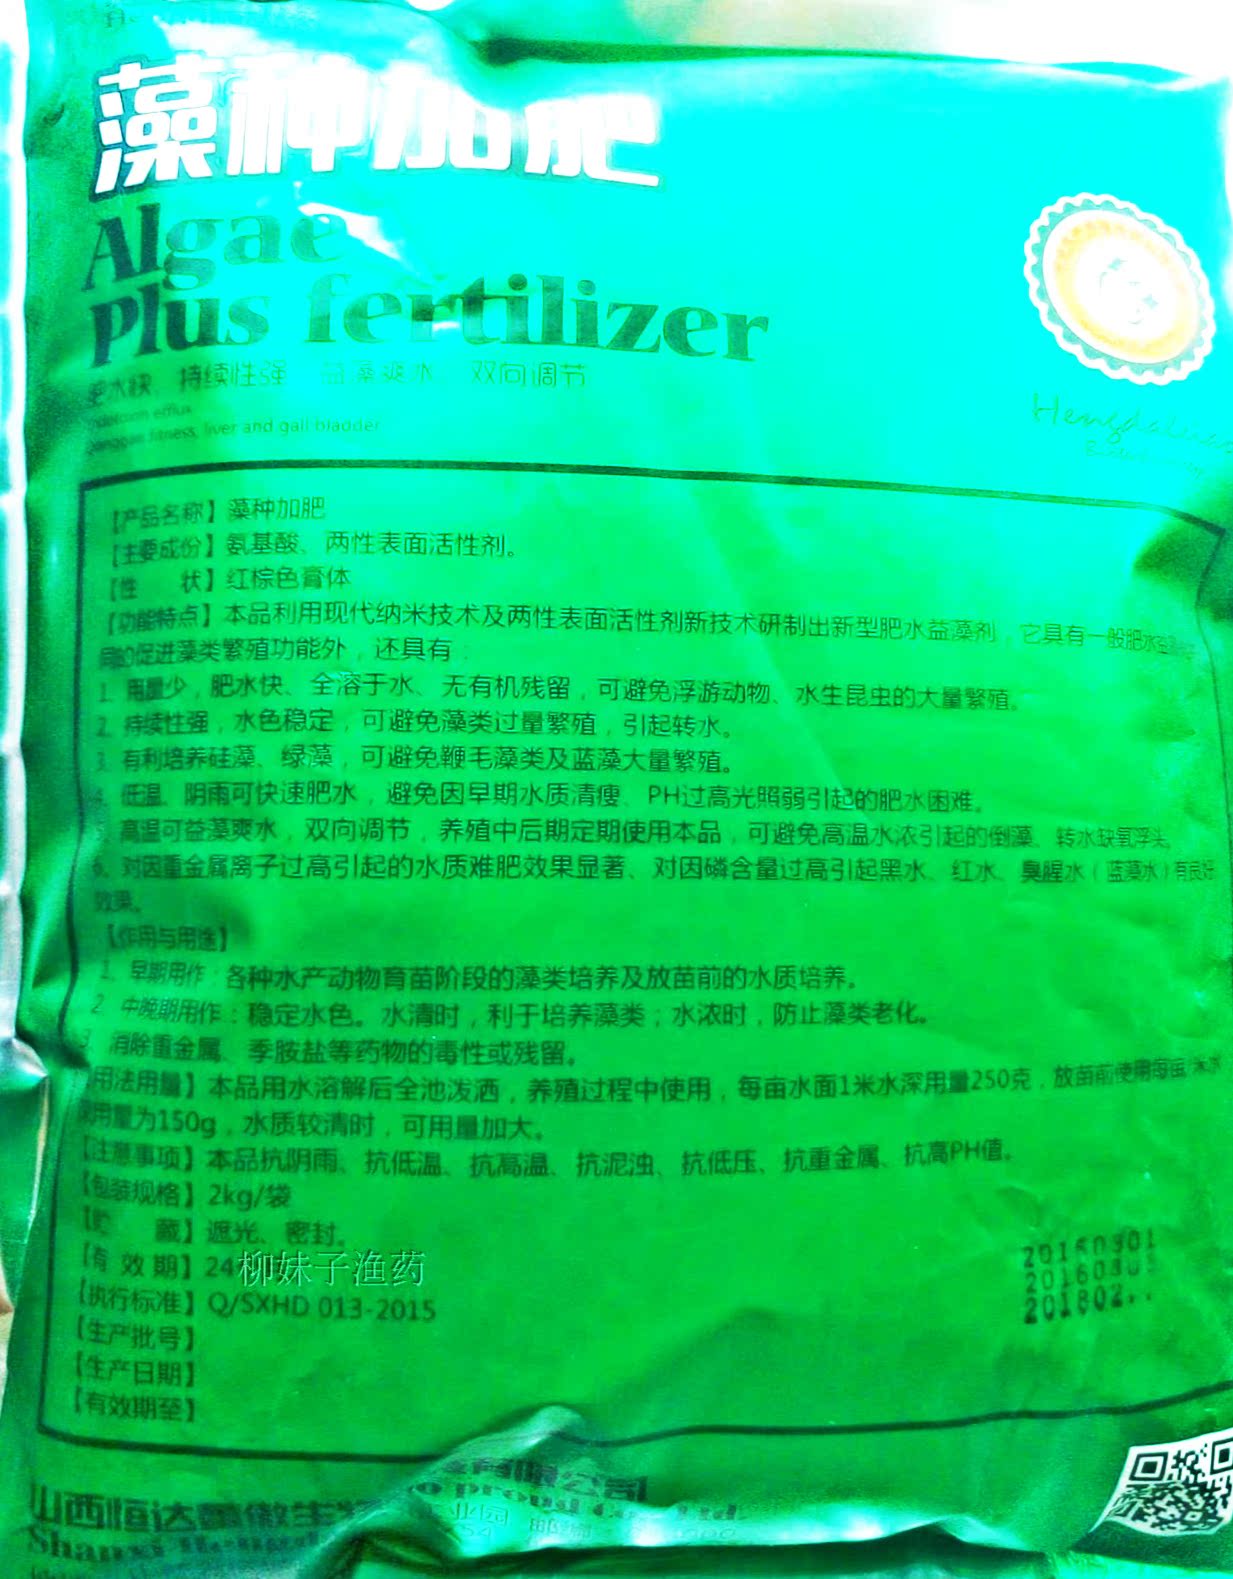 藻种加肥
Algae
Plus fertilizer
肥水快、持续性强 益藻爽水 双向调节
efflux
fitness, liver and gall bladder
【产品名称】藻种加肥
【主要成份】氨基酸、两性表面活性剂。
【性 状】红棕色膏体
【功能特点】本品利用现代纳米技术及两性表面活性剂新技术研制出新型肥水益藻剂，它具有一般肥水
同的促进藻类繁殖功能外，还具有：
1、用量少，肥水快、全溶于水、无有机残留，可避免浮游动物、水生昆虫的大量繁殖。
2、持续性强，水色稳定，可避免藻类过量繁殖，引起转水。
3、有利培养硅藻、绿藻，可避免鞭毛藻类及蓝藻大量繁殖。
4、低温、阴雨可快速肥水，避免因早期水质清瘦、PH过高光照弱引起的肥水困难。
高温可益藻爽水，双向调节，养殖中后期定期使用本品，可避免高温水浓引起的倒藻、转水缺氧浮头。
6、对因重金属离子过高引起的水质难肥效果显著、对因磷含量过高引起黑水、红水、臭腥水（蓝藻水）有良好
效果。
【作用与用途】
1、早期用作：各种水产动物育苗阶段的藻类培养及放苗前的水质培养。
2、中晚期用作：稳定水色。水清时，利于培养藻类；水浓时，防止藻类老化。
3、消除重金属、季胺盐等药物的毒性或残留。
【用法用量】本品用水溶解后全池泼洒，养殖过程中使用，每亩水面1米水深用量250克，放苗前使用每亩 米水
深用量为150g，水质较清时，可用量加大。
【注意事项】本品抗阴雨、抗低温、抗高温、抗泥浊、抗低压、抗重金属、抗高PH值。
【包装规格】2kg/袋
【贮 藏】遮光、密封。
【有 效 期】24
柳妹子渔药
【执行标准】Q/SXHD 013-2015
【生产批号】
【生产日期】
【有效期至】
20160301
201602
山西恒达 微生物
有限公司
Shanxi